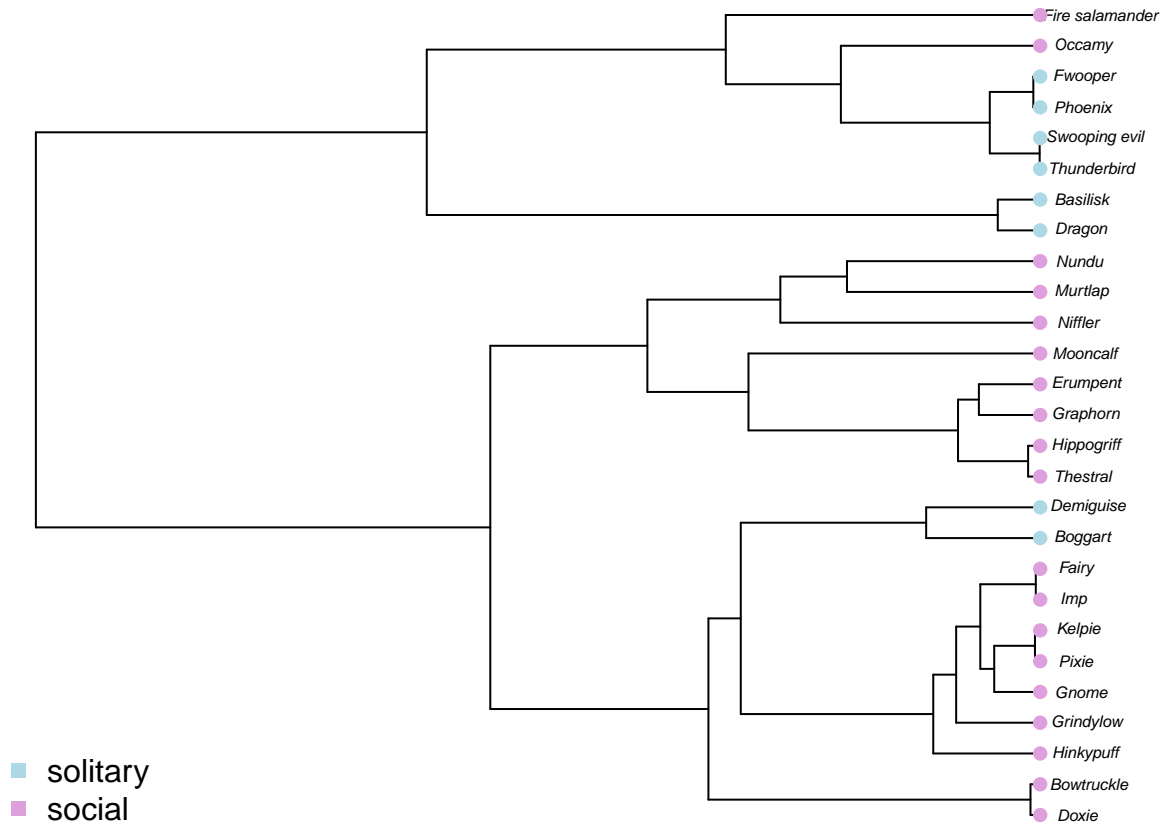 Fire salamander
Occamy
Fwooper
Phoenix
Swooping evil
Thunderbird
Basilisk
Dragon
Nundu
Murtlap
Niffler
Mooncalf
Erumpent
Graphorn
Hippogriff
Thestral
Demiguise
Boggart
Fairy
Imp
Kelpie
Pixie
Gnome
Grindylow
Hinkypuff
Bowtruckle
Doxie
solitary
social